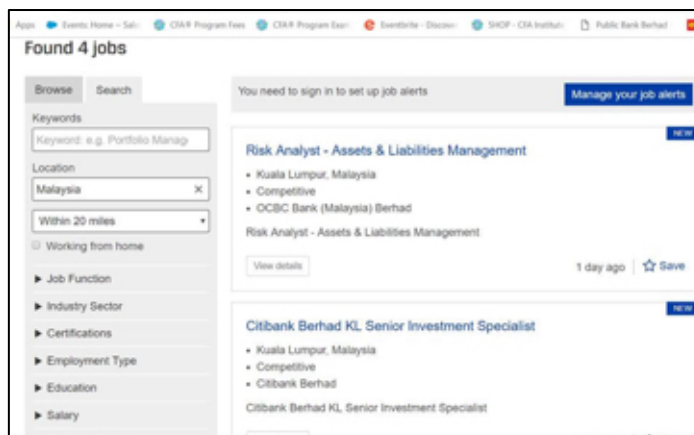 Apps Events Home – Sale CFA® Program Fees CFA® Program Exam Eventbrite - Discove SHOP - CFA Institute Public Bank Berhad
Found 4 jobs
Browse Search
Keywords
Keyword: e.g. Portfolio Manag
Location
Malaysia ×
Within 20 miles
Working from home
Job Function
Industry Sector
Certifications
Employment Type
Education
Salary
You need to sign in to set up job alerts Manage your job alerts
NEW
Risk Analyst - Assets & Liabilities Management
Kuala Lumpur, Malaysia
Competitive
OCBC Bank (Malaysia) Berhad
Risk Analyst - Assets & Liabilities Management
View details 1 day ago Save
NEW
Citibank Berhad KL Senior Investment Specialist
Kuala Lumpur, Malaysia
Competitive
Citibank Berhad
Citibank Berhad KL Senior Investment Specialist